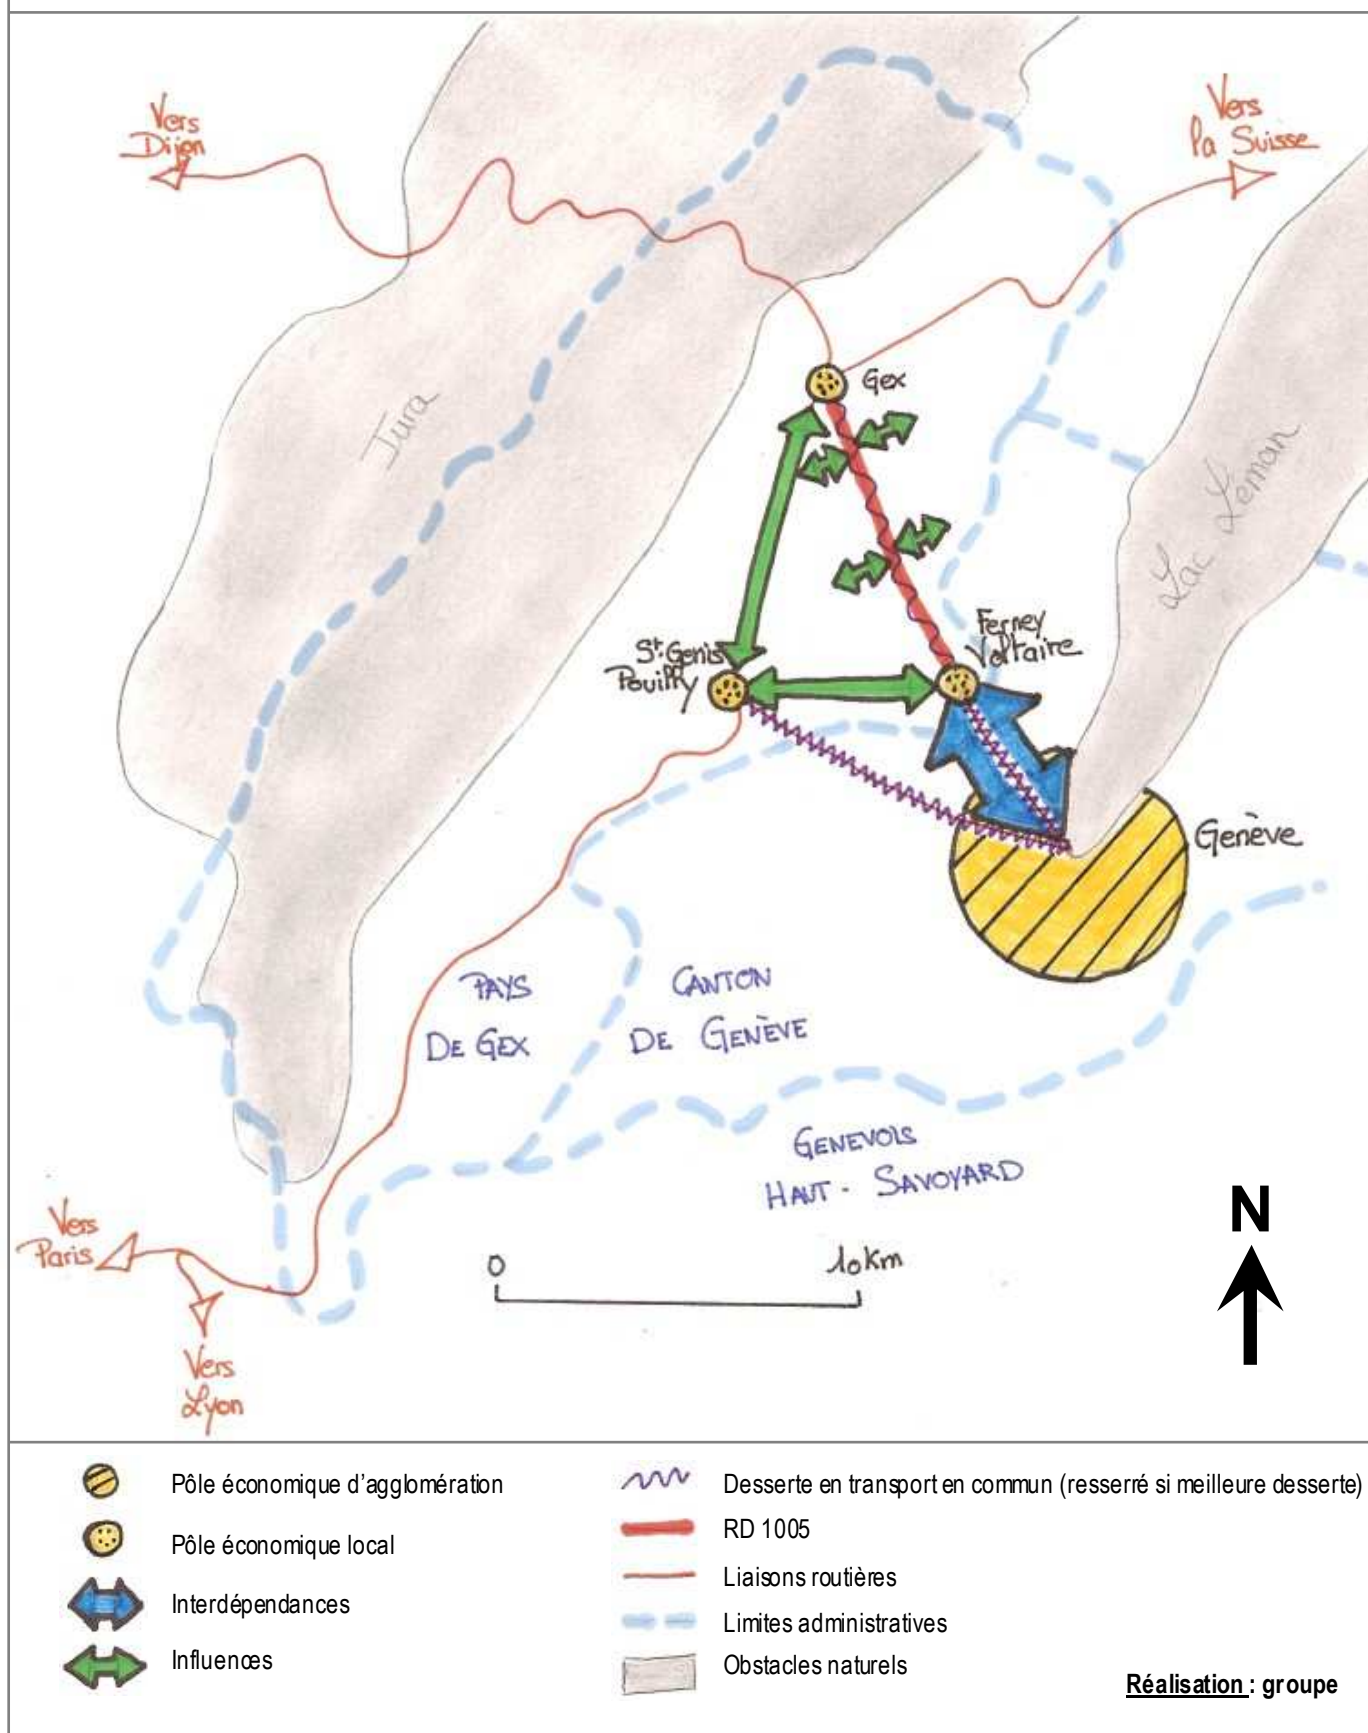 Vers
Dijon
Vers
la Suisse
Jura
Gex
Lac Léman
St-Genis
Pouilly
Ferney
Voltaire
Genève
PAYS
DE GEX
CANTON
DE GENÈVE
GENEVOIS
HAUT - SAVOYARD
Vers
Paris
Vers
Lyon
0 10 Km
N
Pôle économique d'agglomération
Pôle économique local
Interdépendances
Influences
Desserte en transport en commun (resserré si meilleure desserte)
RD 1005
Liaisons routières
Limites administratives
Obstacles naturels
Réalisation : groupe